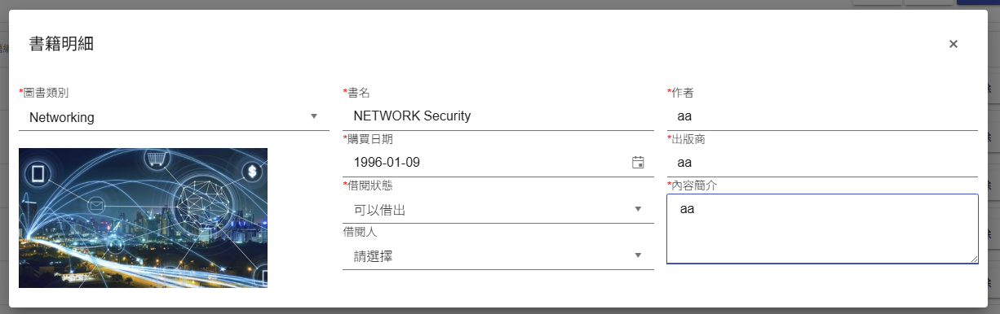 書籍明細
×
*圖書類別
Networking
*書名
NETWORK Security
*作者
aa
*購買日期
1996-01-09
*出版商
aa
*借閱狀態
可以借出
*內容簡介
aa
借閱人
請選擇